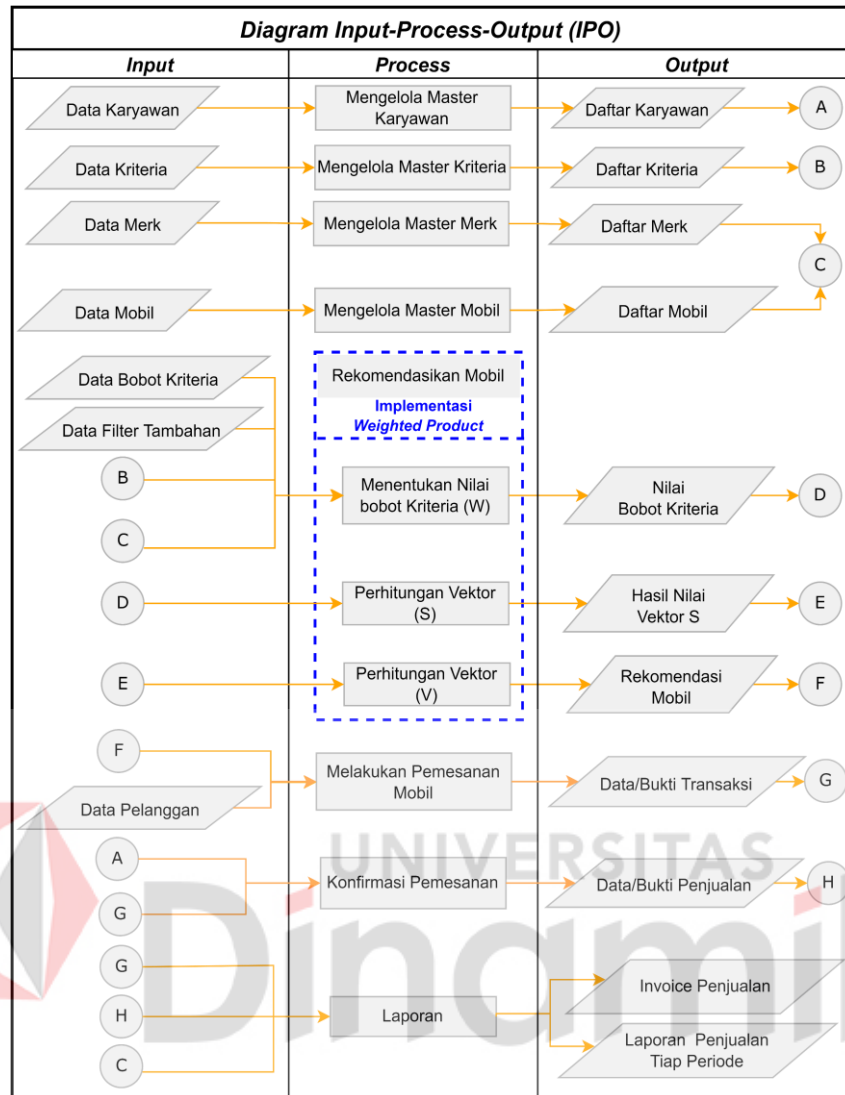 Diagram Input-Process-Output (IPO)
Input
Process
Output
Data Karyawan
Mengelola Master
Karyawan
Daftar Karyawan
A
Data Kriteria
Mengelola Master Kriteria
Daftar Kriteria
B
Data Merk
Mengelola Master Merk
Daftar Merk
C
Data Mobil
Mengelola Master Mobil
Daftar Mobil
Data Bobot Kriteria
Data Filter Tambahan
B
C
Rekomendasikan Mobil
Implementasi
Weighted Product
Menentukan Nilai
bobot Kriteria (W)
Nilai
Bobot Kriteria
D
D
Perhitungan Vektor
(S)
Hasil Nilai
Vektor S
E
E
Perhitungan Vektor
(V)
Rekomendasi
Mobil
F
F
Data Pelanggan
Melakukan Pemesanan
Mobil
Data/Bukti Transaksi
G
A
G
Konfirmasi Pemesanan
Data/Bukti Penjualan
H
G
H
C
Laporan
Invoice Penjualan
Laporan Penjualan
Tiap Periode
UNIVERSITAS